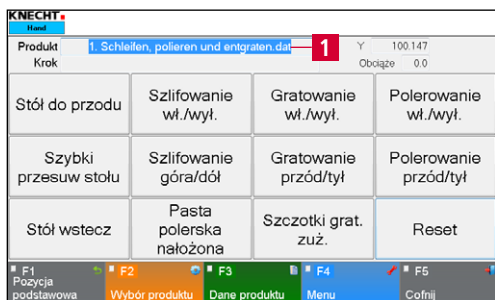 KNECHT
Hand
Produkt 1. Schleifen, polieren und entgraten.dat 1 Y 100.147
Krok Obciąże 0.0
Stół do przodu
Szlifowanie
wł./wył.
Gratowanie
wł./wył.
Polerowanie
wł./wył.
Szybki
przesuw stołu
Szlifowanie
góra/dół
Gratowanie
przód/tył
Polerowanie
przód/tył
Stół wstecz
Pasta
polerska
nałożona
Szczotki grat.
zuż.
Reset
F1
Pozycja
podstawowa
F2
Wybór produktu
F3
Dane produktu
F4
Menu
F5
Cofnij